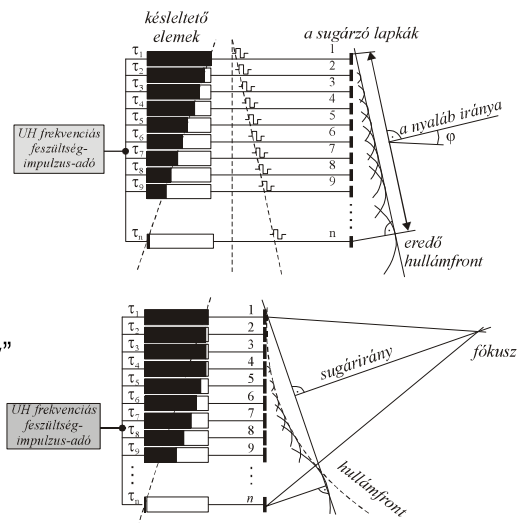 késleltető
elemek
a sugárzó lapkák
τ1
τ2
τ3
τ4
τ5
τ6
τ7
τ8
τ9
τn
1
2
3
4
5
6
7
8
9
n
UH frekvenciás
feszültség-
impulzus-adó
a nyaláb iránya
φ
eredő
hullámfront
τ1
τ2
τ3
τ4
τ5
τ6
τ7
τ8
τ9
τn
1
2
3
4
5
6
7
8
9
n
”
UH frekvenciás
feszültség-
impulzus-adó
sugárirány
fókusz
hullámfront